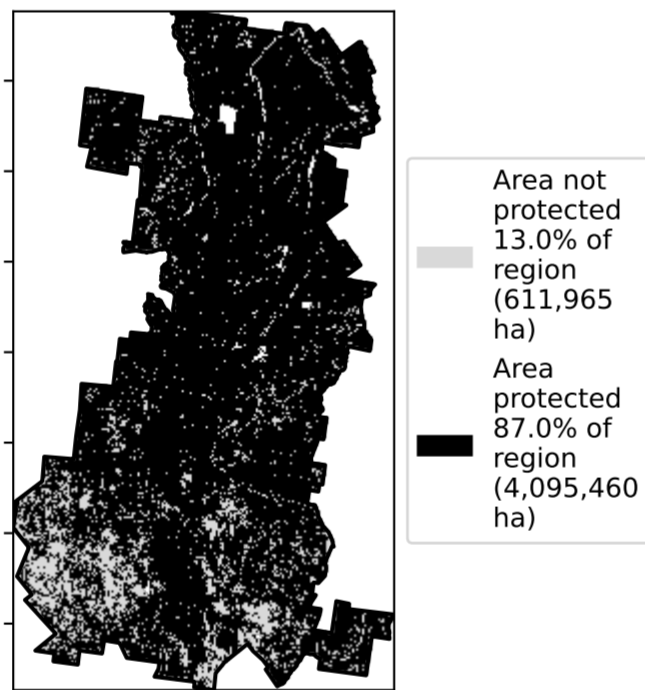 Area not
protected
13.0% of
region
(611,965
ha)
Area
protected
87.0% of
region
(4,095,460
ha)